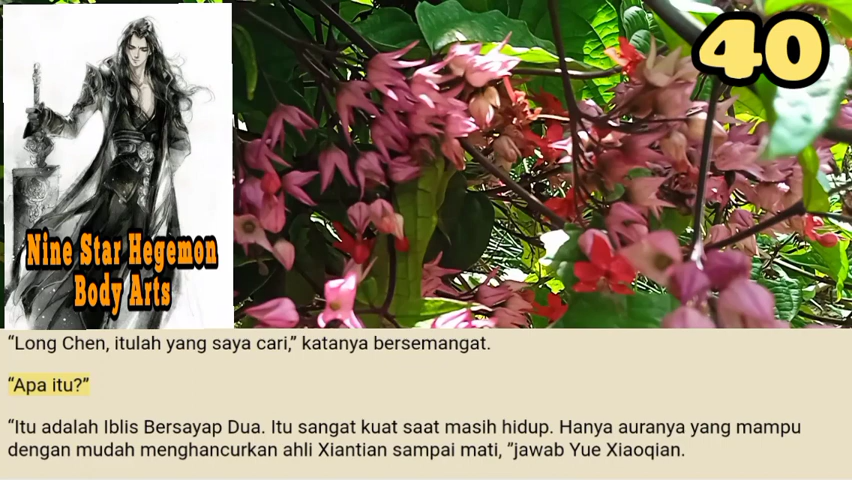 40
Nine Star Hegemon
Body Arts
“Long Chen, itulah yang saya cari,” katanya bersemangat.
“Apa itu?”
“Itu adalah Iblis Bersayap Dua. Itu sangat kuat saat masih hidup. Hanya auranya yang mampu
dengan mudah menghancurkan ahli Xiantian sampai mati, ”jawab Yue Xiaoqian.